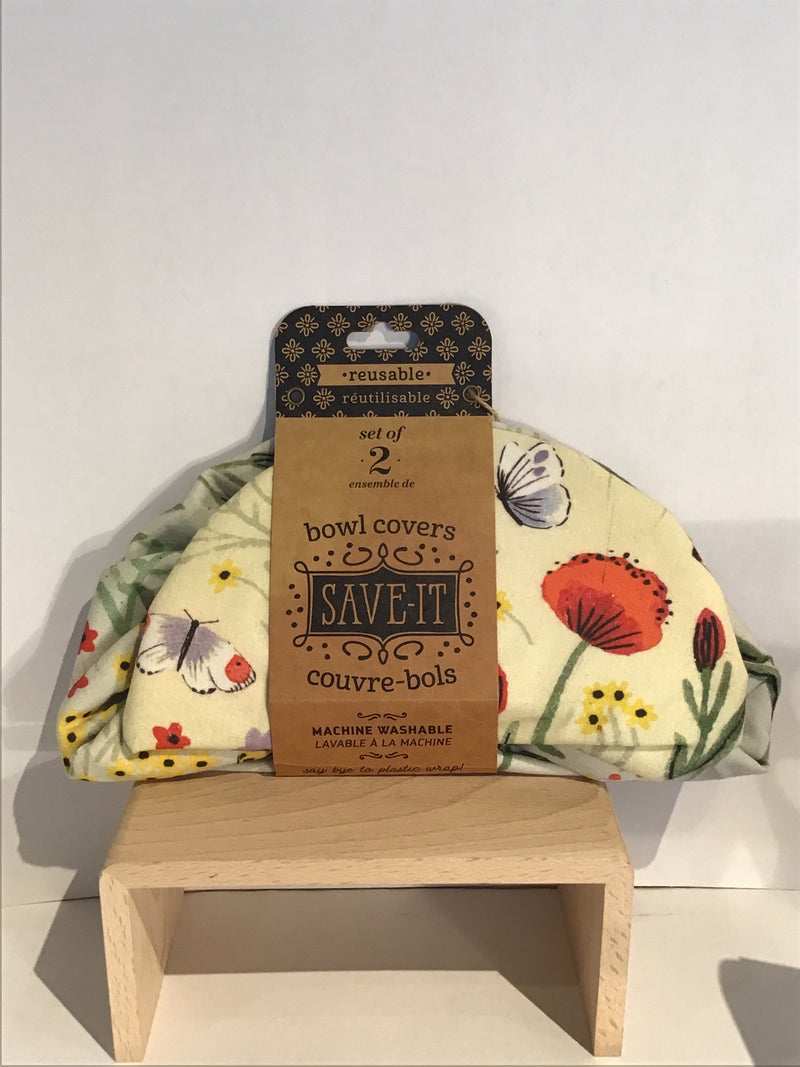 •reusable•
réutilisable
set of
·2·
ensemble de
bowl covers
SAVE-IT
couvre-bols
MACHINE WASHABLE
LAVABLE À LA MACHINE
say bye to plastic wrap!